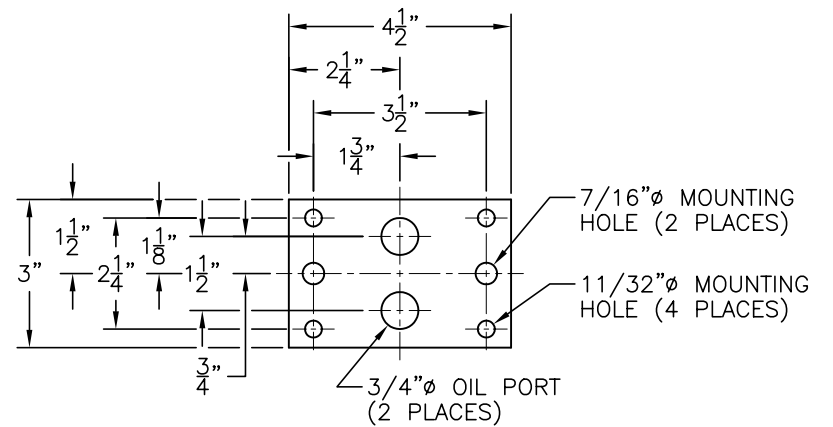 4 1/2"
2 1/4"
3 1/2"
1 3/4"
7/16"ø MOUNTING
HOLE (2 PLACES)
1 1/2"
1 1/8"
3"
2 1/4"
1 1/2"
11/32"ø MOUNTING
HOLE (4 PLACES)
3/4"
3/4"ø OIL PORT
(2 PLACES)